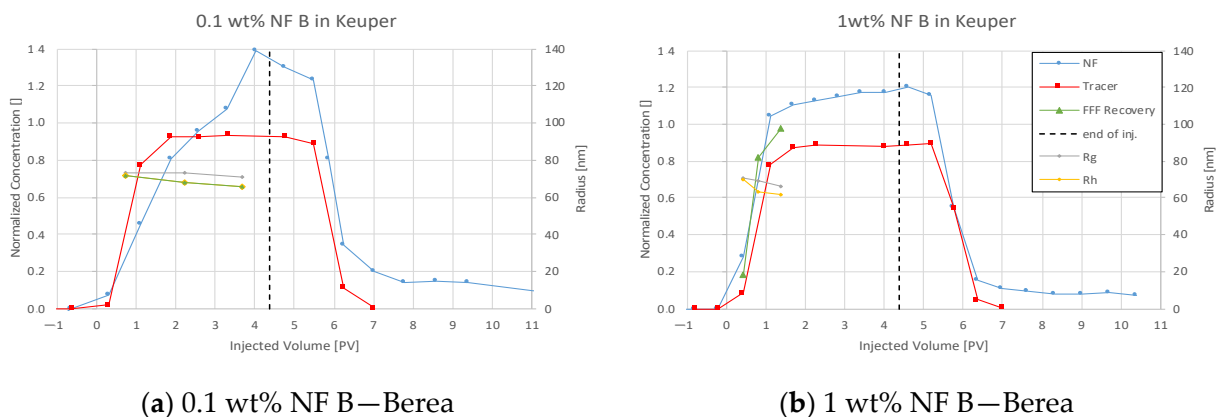 0.1 wt% NF B in Keuper
1 4
1.2
1.0
0.8
0.6
0.4
0.2
0.0
Normalized Concentration []
140
120
100
80
60
40
20
0
Radius [nm]
—1 0 1 2 3 4 5 6 7 8 9 10 11
Injected Volume [PV]
(a) 0.1 wt% NF B—Berea
1wt% NF B in Keuper
1 4
1.2
1.0
0.8
0.6
0.4
0.2
0.0
Normalized Concentration []
NF
Tracer
FFF Recovery
end of inj.
Rg
Rh
140
120
100
80
60
40
20
0
Radius [nm]
—1 0 1 2 3 4 5 6 7 8 9 10 11
Injected Volume [PV]
(b) 1 wt% NF B—Berea